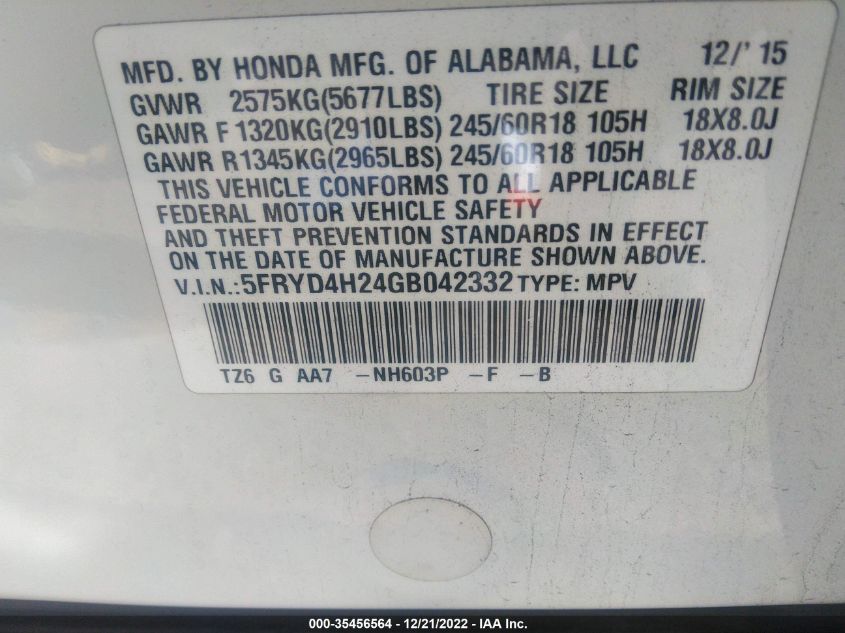 MFD. BY HONDA MFG. OF ALABAMA, LLC 12/' 15
GVWR 2575KG(5677LBS) TIRE SIZE RIM SIZE
GAWR F 1320KG(2910LBS) 245/60R18 105H 18X8.0J
GAWR R1345KG(2965LBS) 245/60R18 105H 18X8.0J
THIS VEHICLE CONFORMS TO ALL APPLICABLE
FEDERAL MOTOR VEHICLE SAFETY
AND THEFT PREVENTION STANDARDS IN EFFECT
ON THE DATE OF MANUFACTURE SHOWN ABOVE.
V.I.N.:5FRYD4H24GB042332 TYPE: MPV
TZ6 G AA7 -NH603P -F -B
000-35456564 - 12/21/2022 - IAA Inc.